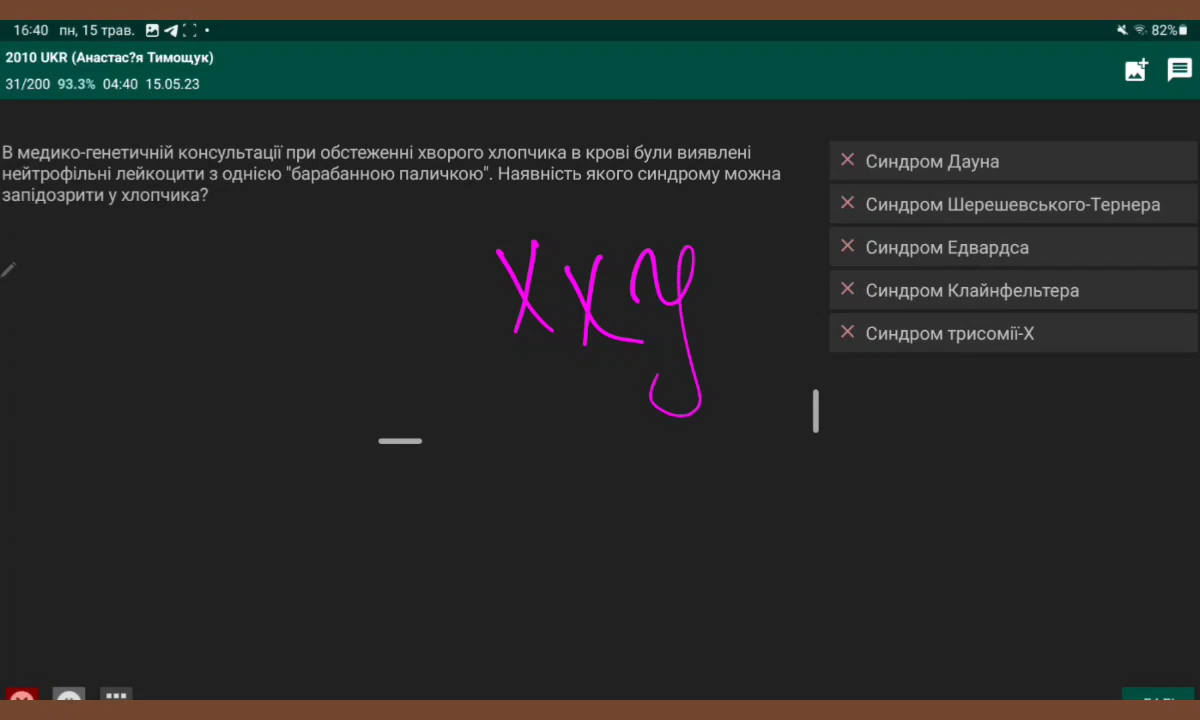 16:40 пн, 15 трав. 82%
2010 UKR (Анастас?я Тимощук)
31/200 93.3% 04:40 15.05.23
В медико-генетичній консультації при обстеженні хворого хлопчика в крові були виявлені
нейтрофільні лейкоцити з однією "барабанною паличкою". Наявність якого синдрому можна
запідозрити у хлопчика?
Синдром Дауна
Синдром Шерешевського-Тернера
Синдром Едвардса
Синдром Клайнфельтера
Синдром трисомії-Х
XXY